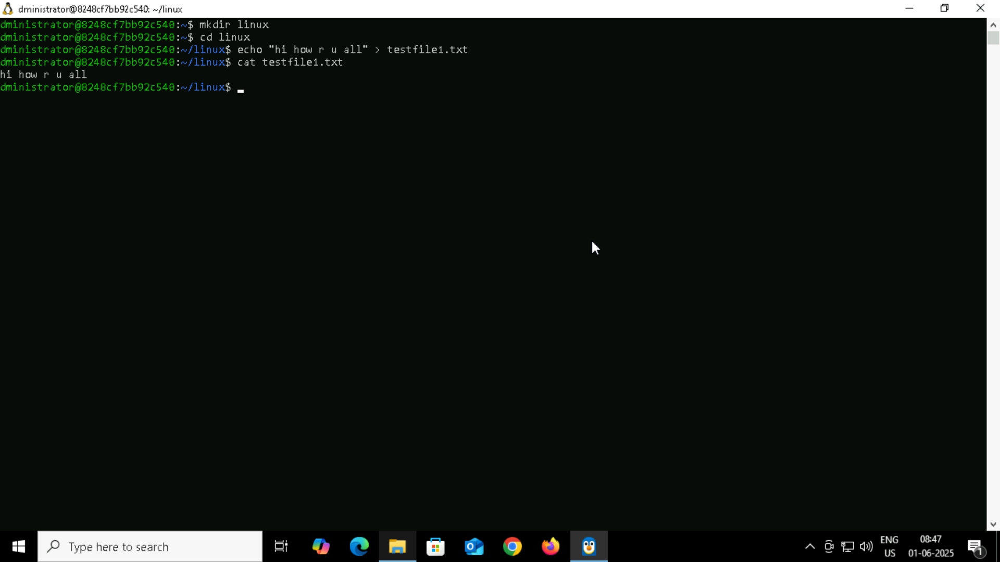 dministrator@8248cf7bb92c540: ~/linux
dministrator@8248cf7bb92c540:~$ mkdir linux
dministrator@8248cf7bb92c540:~$ cd linux
dministrator@8248cf7bb92c540:~/linux$ echo "hi how r u all" > testfile1.txt
dministrator@8248cf7bb92c540:~/linux$ cat testfile1.txt
hi how r u all
dministrator@8248cf7bb92c540:~/linux$
Type here to search
ENG
US
08:47
01-06-2025
1